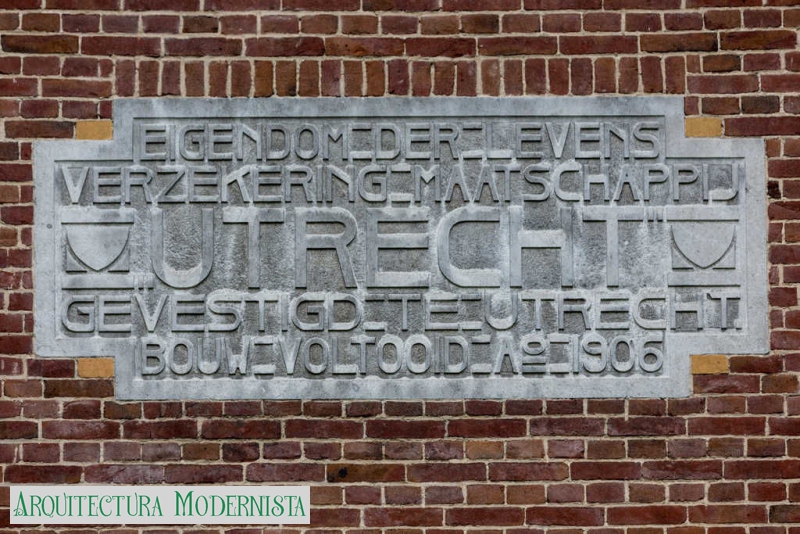 EIGENDOM DER LEVENS
VERZEKERING MAATSCHAPPIJ
„UTRECHT"
GEVESTIGD TE UTRECHT.
BOUW VOLTOOID Ao 1906
ARQUITECTURA MODERNISTA